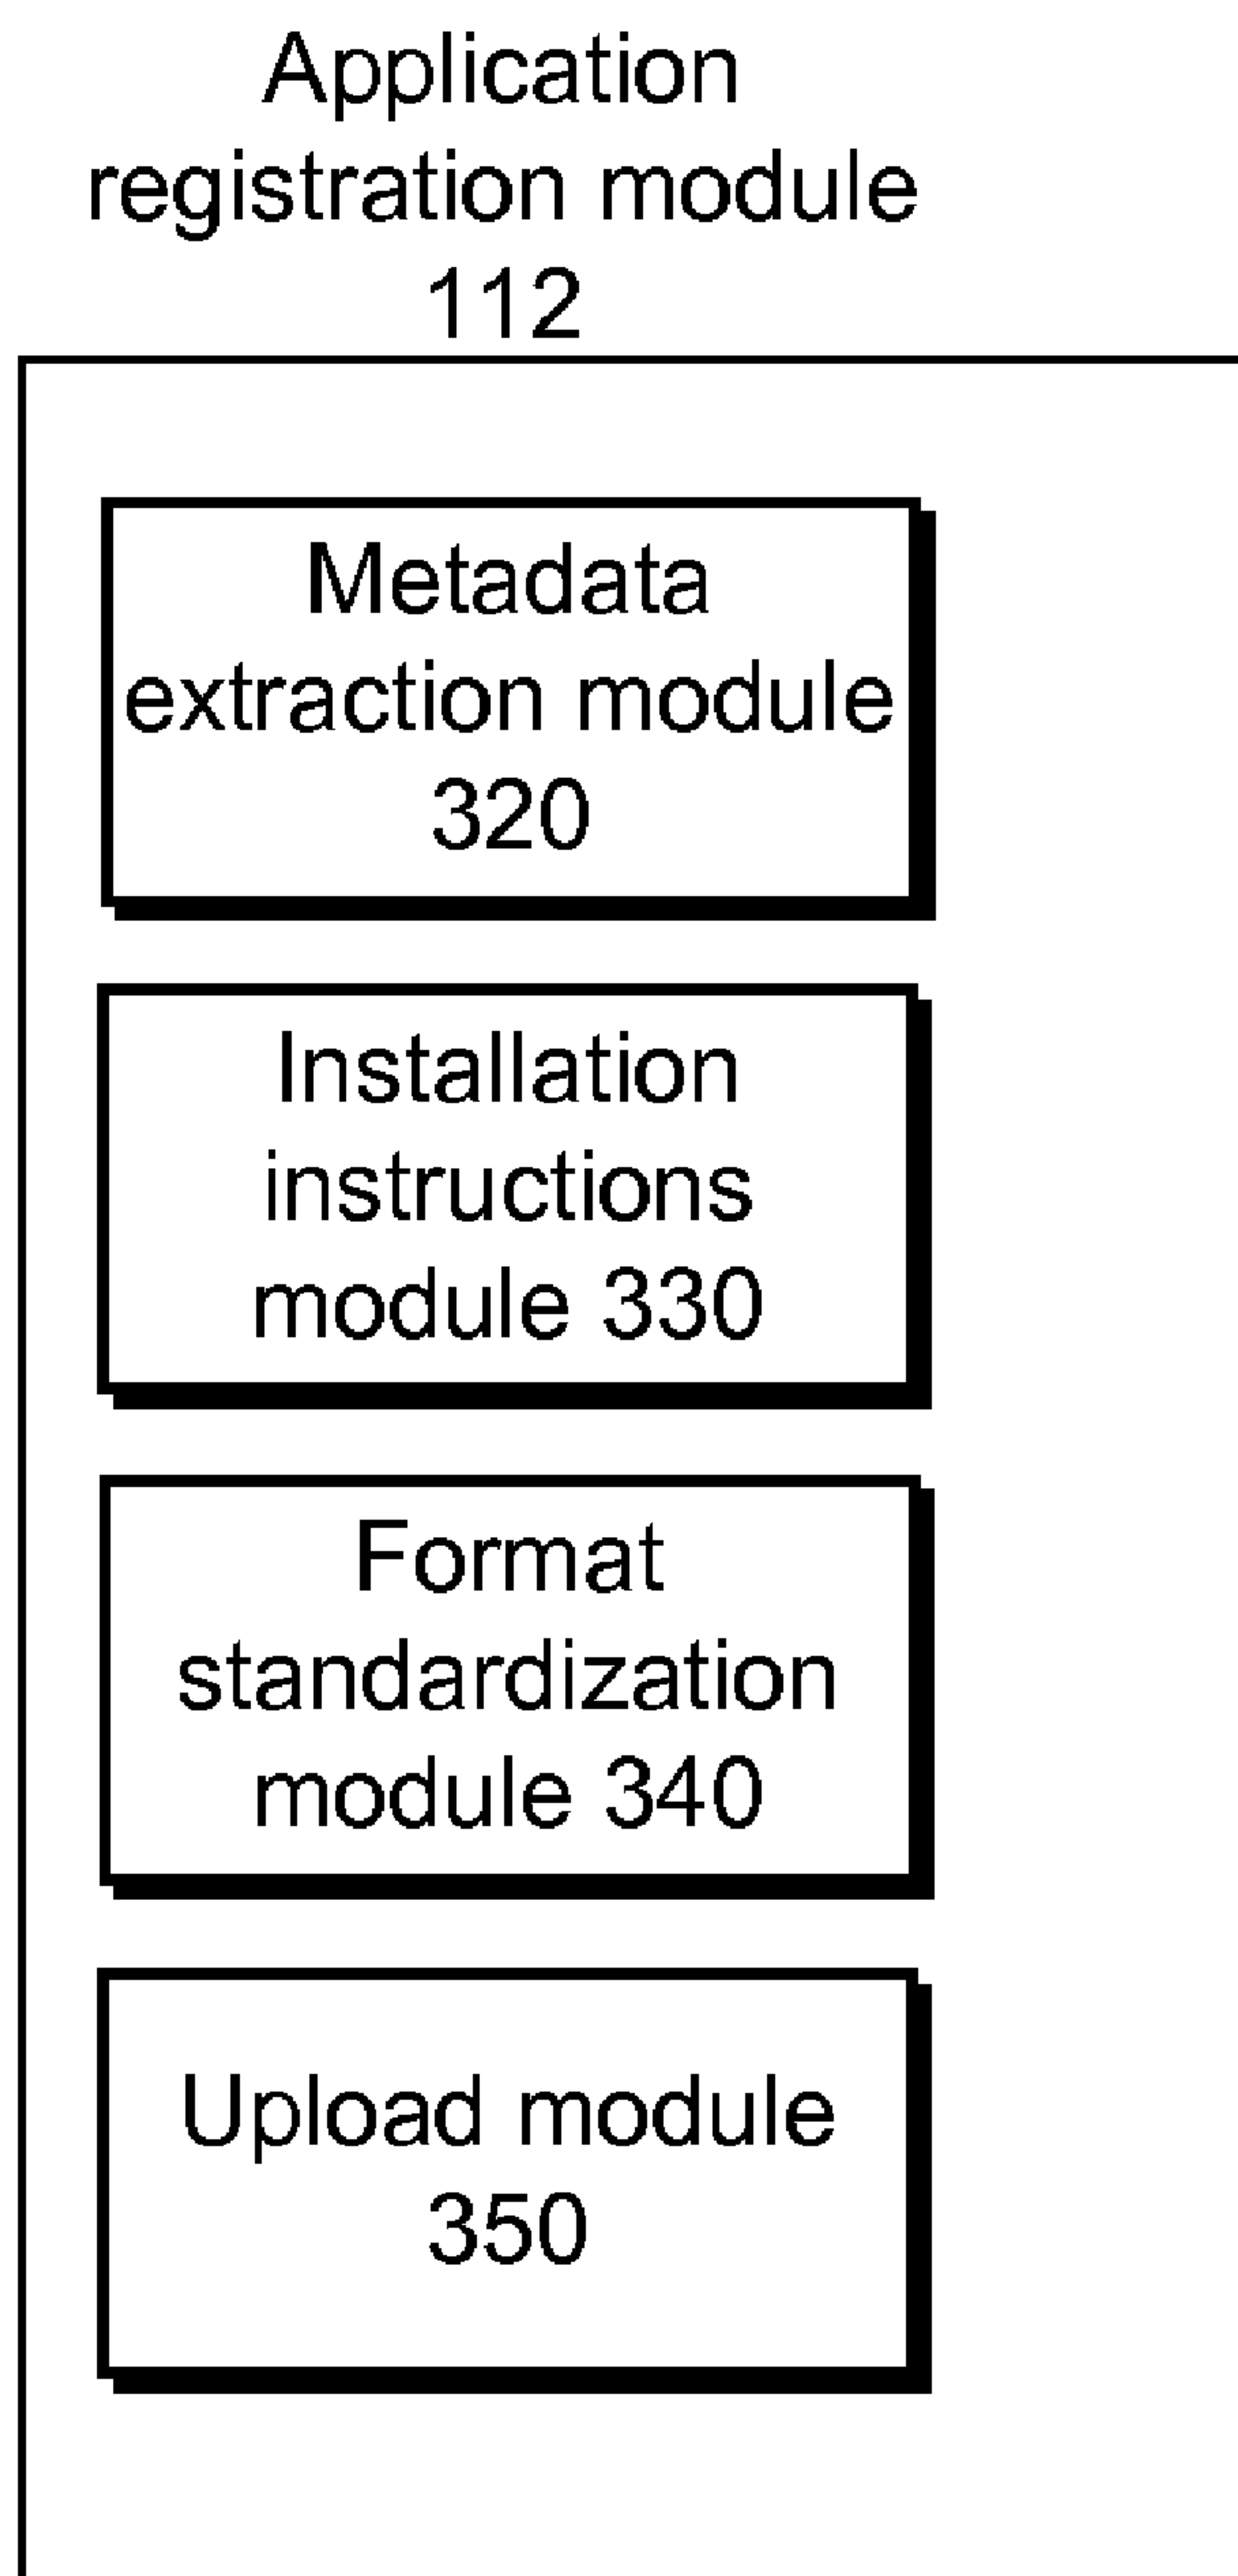 Application
registration module
112
Metadata
extraction module
320
Installation
instructions
module 330
Format
standardization
module 340
Upload module
350